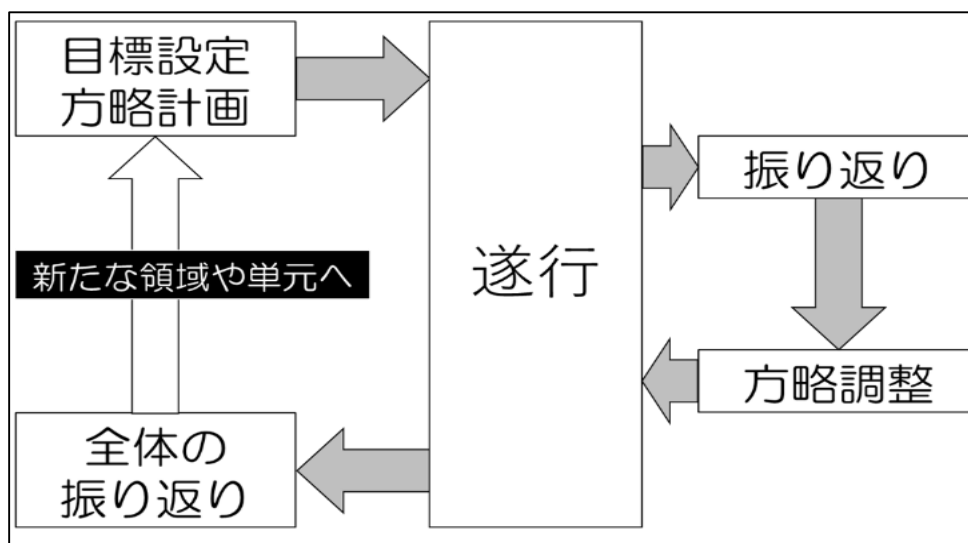 目標設定
方略計画
遂行
振り返り
方略調整
新たな領域や単元へ
全体の
振り返り